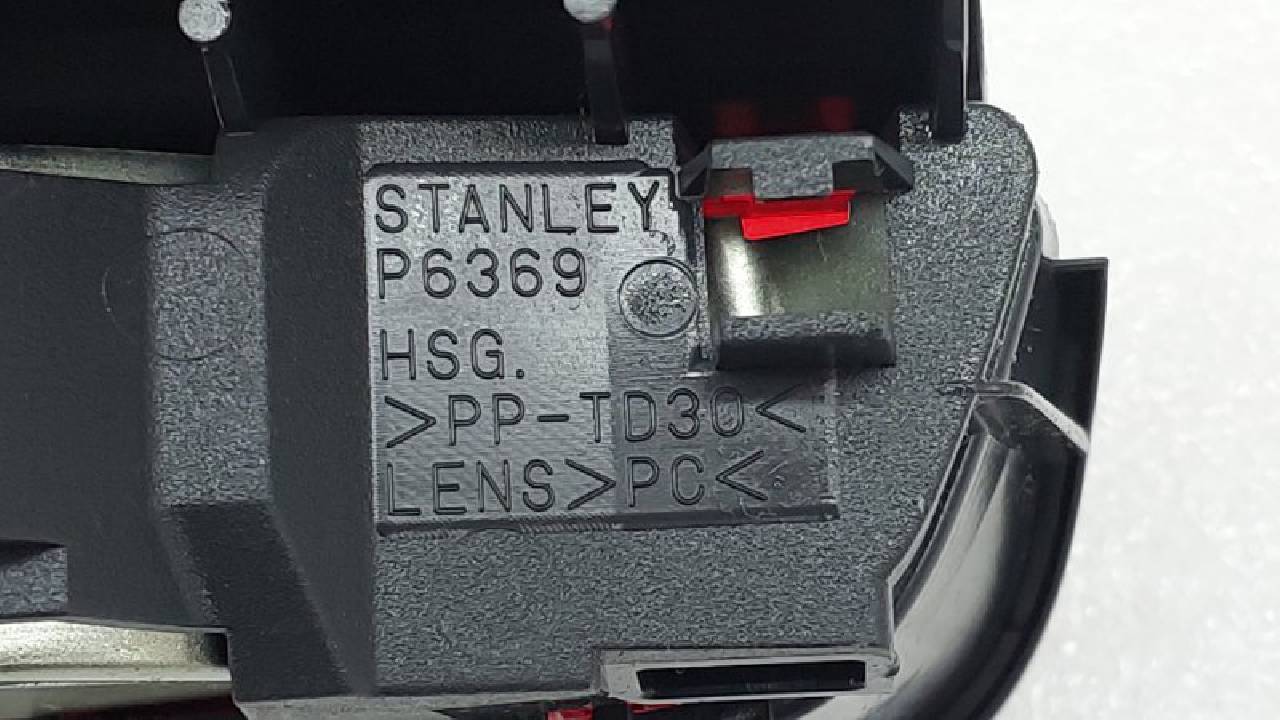 STANLEY
P6369
HSG.
>PP-TD30<
LENS>PC<